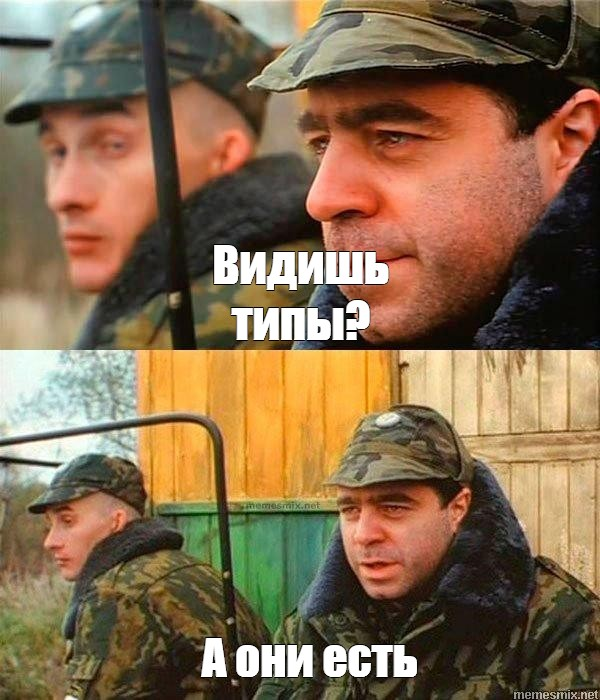 Видишь
типы?
memesmix.net
А они есть
memesmix.net